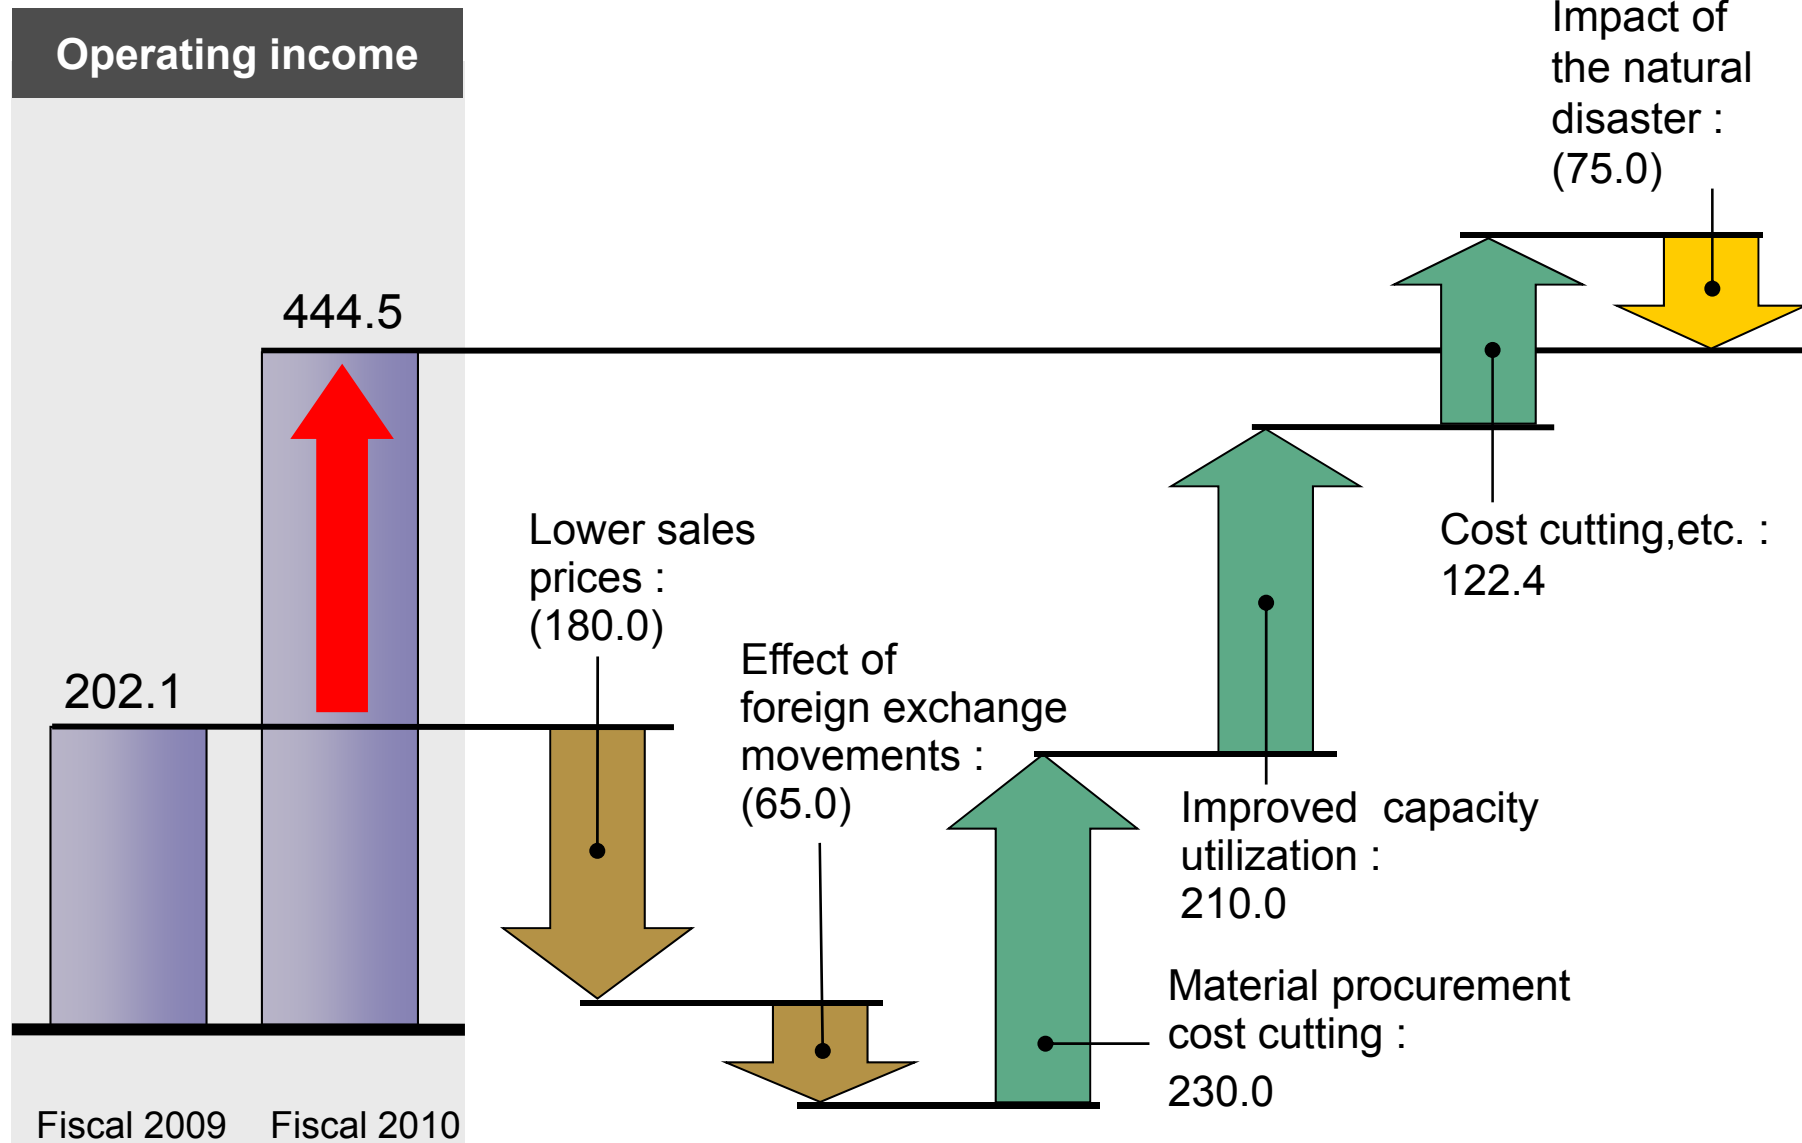 Operating income
Impact of
the natural
disaster :
(75.0)
444.5
Lower sales
prices :
(180.0)
Cost cutting,etc. :
122.4
202.1
Effect of
foreign exchange
movements :
(65.0)
Improved  capacity
utilization :
210.0
Material procurement
cost cutting :
230.0
Fiscal 2009
Fiscal 2010